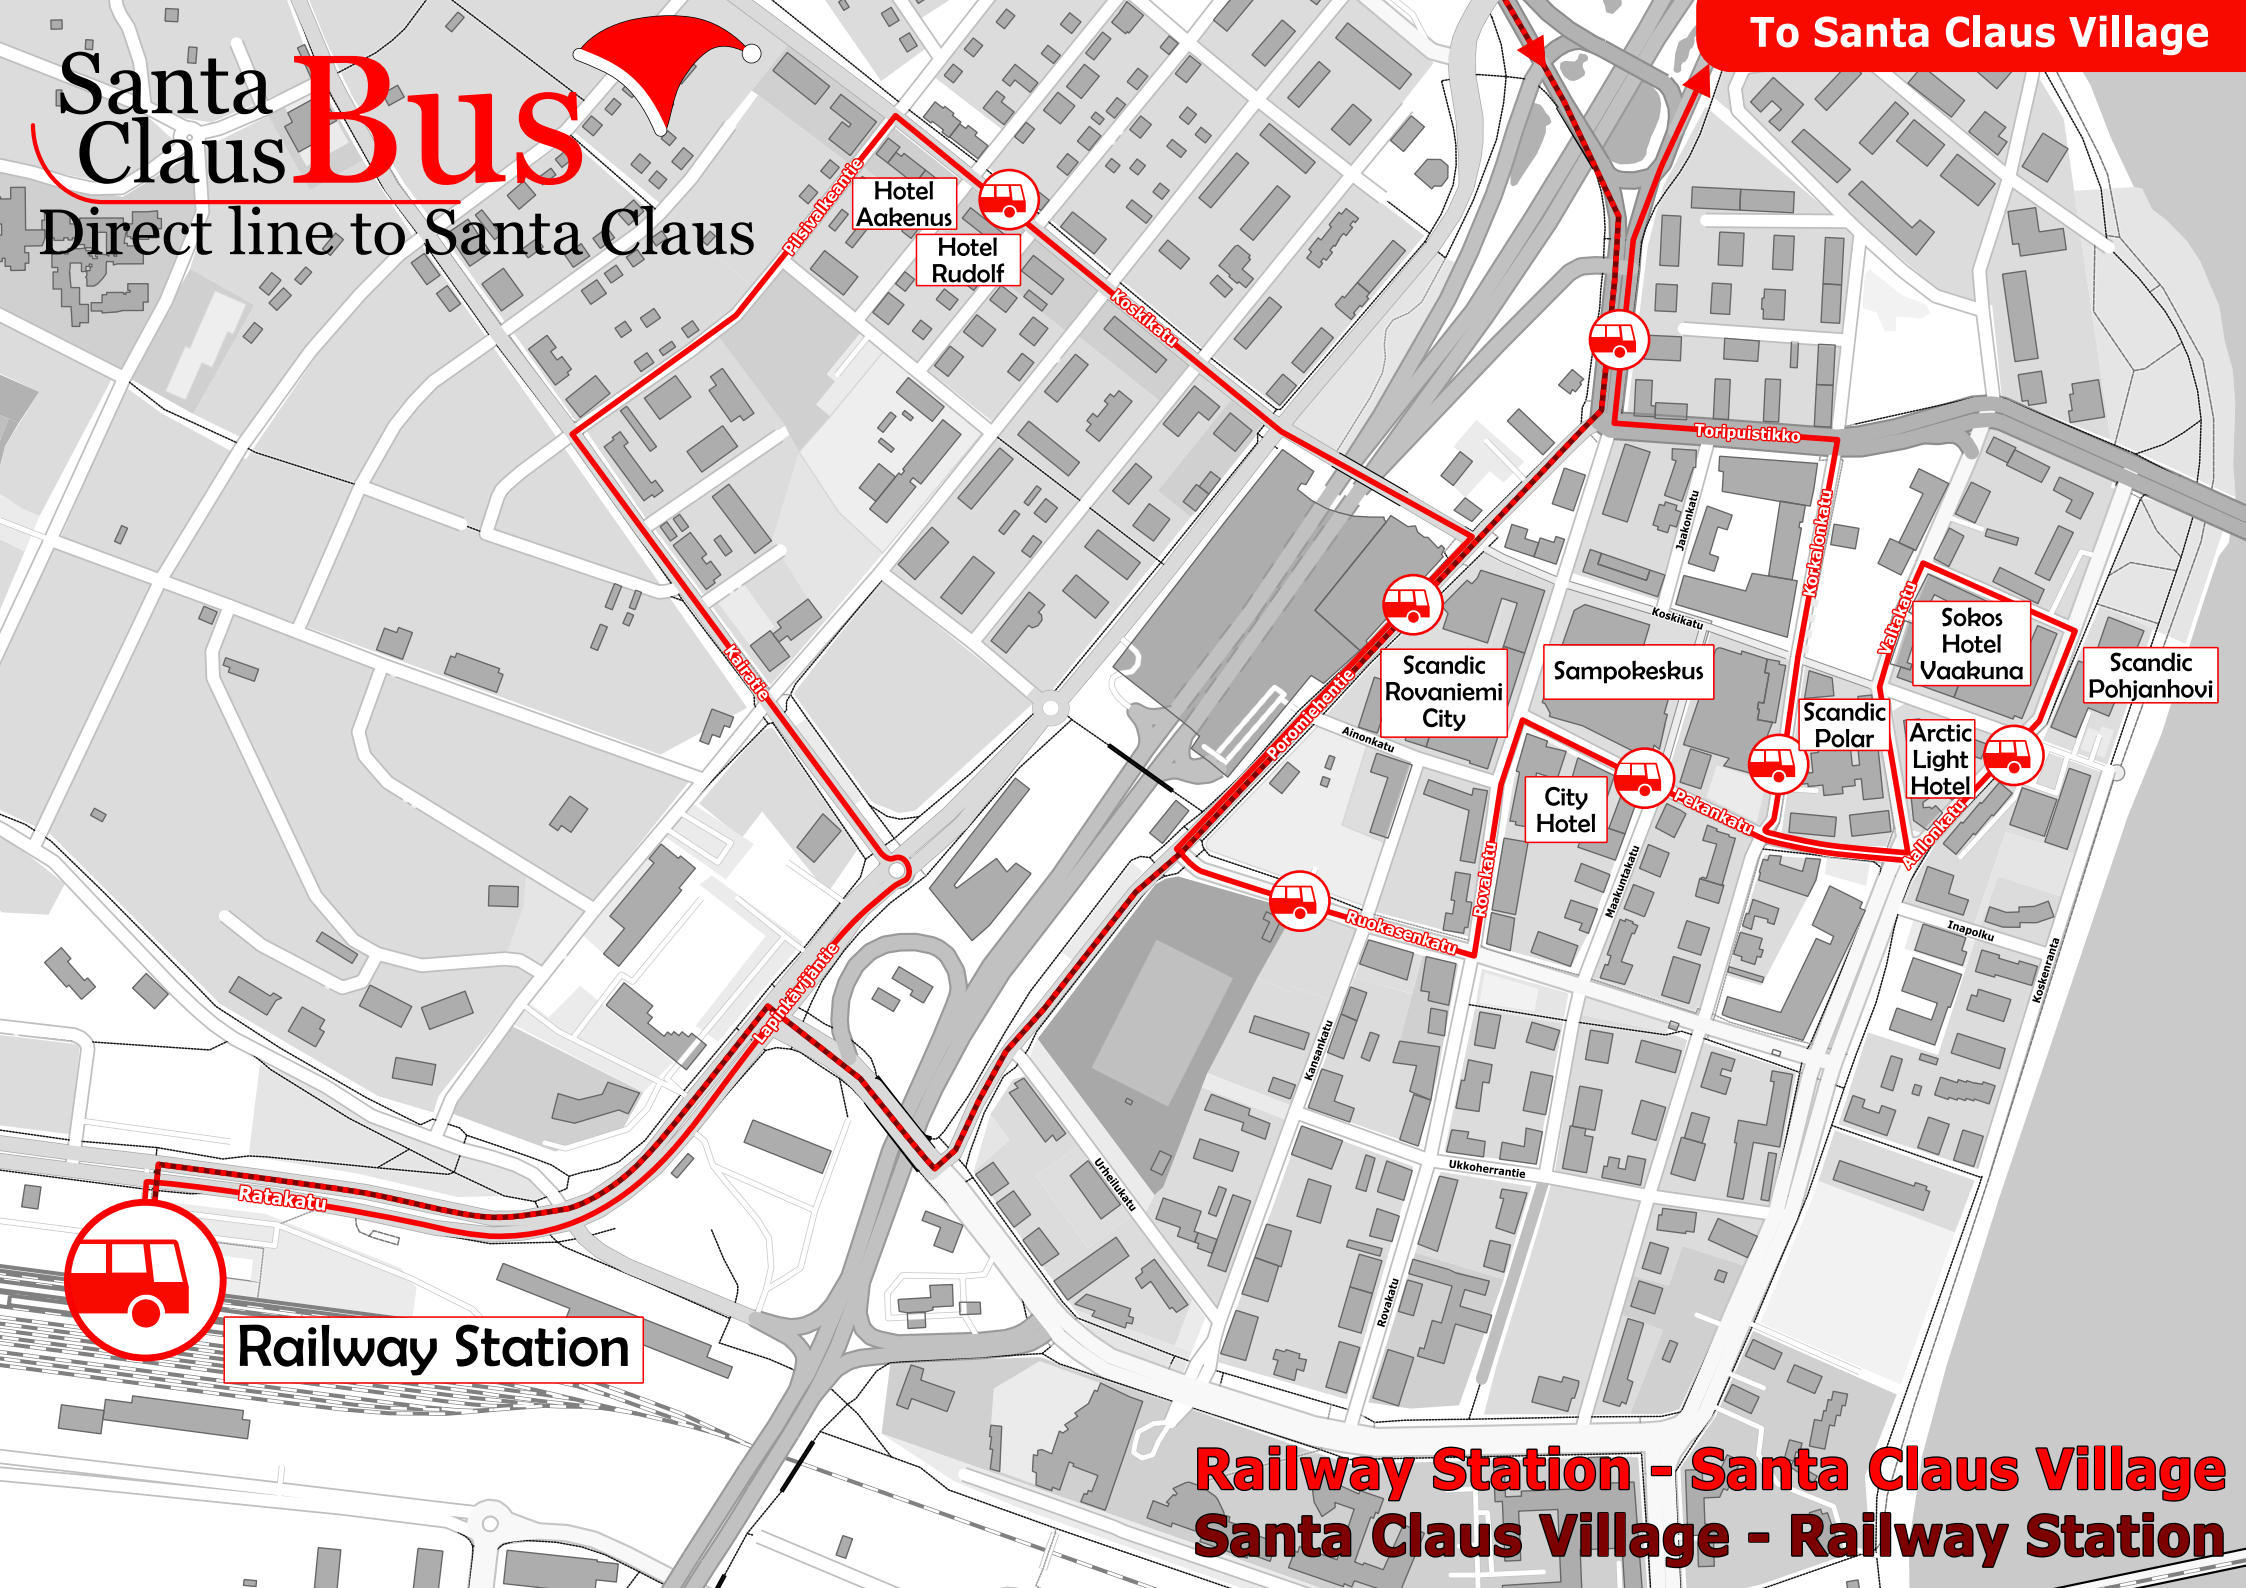 Santa
Claus
Bus
Direct line to Santa Claus
To Santa Claus Village
Pilsivalkeantie
Hotel
Aakenus
Hotel
Rudolf
Koskikatu
Toripuistikko
Jaakonkatu
Korkalonkatu
Koskikatu
Valtakatu
Sokos
Hotel
Vaakuna
Scandic
Pohjanhovi
Kairatie
Scandic
Rovaniemi
City
Sampokeskus
Poromiehentie
Ainonkatu
Scandic
Polar
Arctic
Light
Hotel
City
Hotel
Pekankatu
Aallonkatu
Rovakatu
Maakuntakatu
Ruokasenkatu
Inapolku
Koskenranta
Lapinkävijäntie
Kansankatu
Urheilukatu
Ukkoherrantie
Ratakatu
Rovakatu
Railway Station
Railway Station - Santa Claus Village
Santa Claus Village - Railway Station